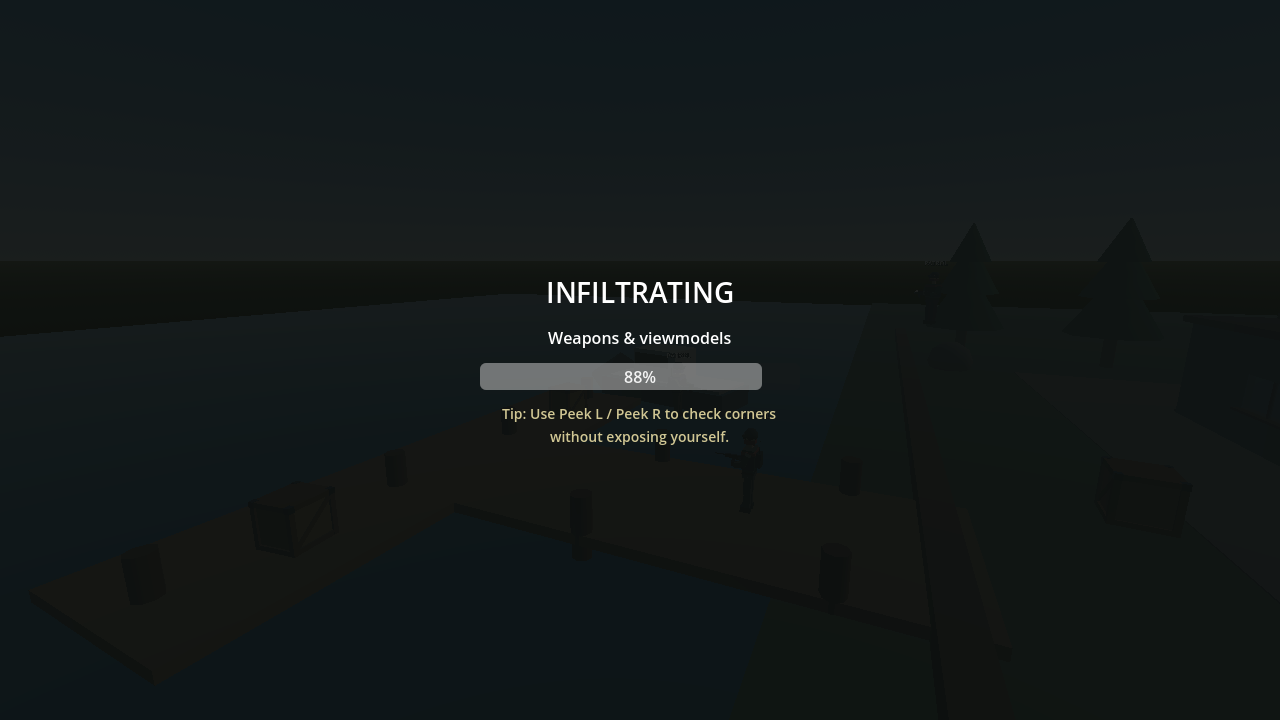 INFILTRATING
Weapons & viewmodels
88%
Tip: Use Peek L / Peek R to check corners
without exposing yourself.